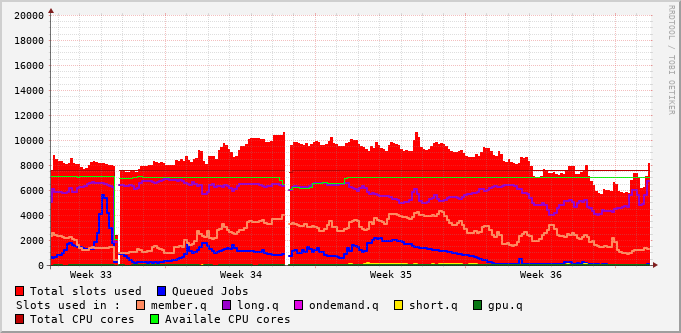 20000
18000
16000
14000
12000
10000
8000
6000
4000
2000
0
Week 33 Week 34 Week 35 Week 36
RRDTOOL / TOBI OETIKER
Total slots used Queued Jobs
Slots used in : member.q long.q ondemand.q short.q gpu.q
Total CPU cores Availale CPU cores